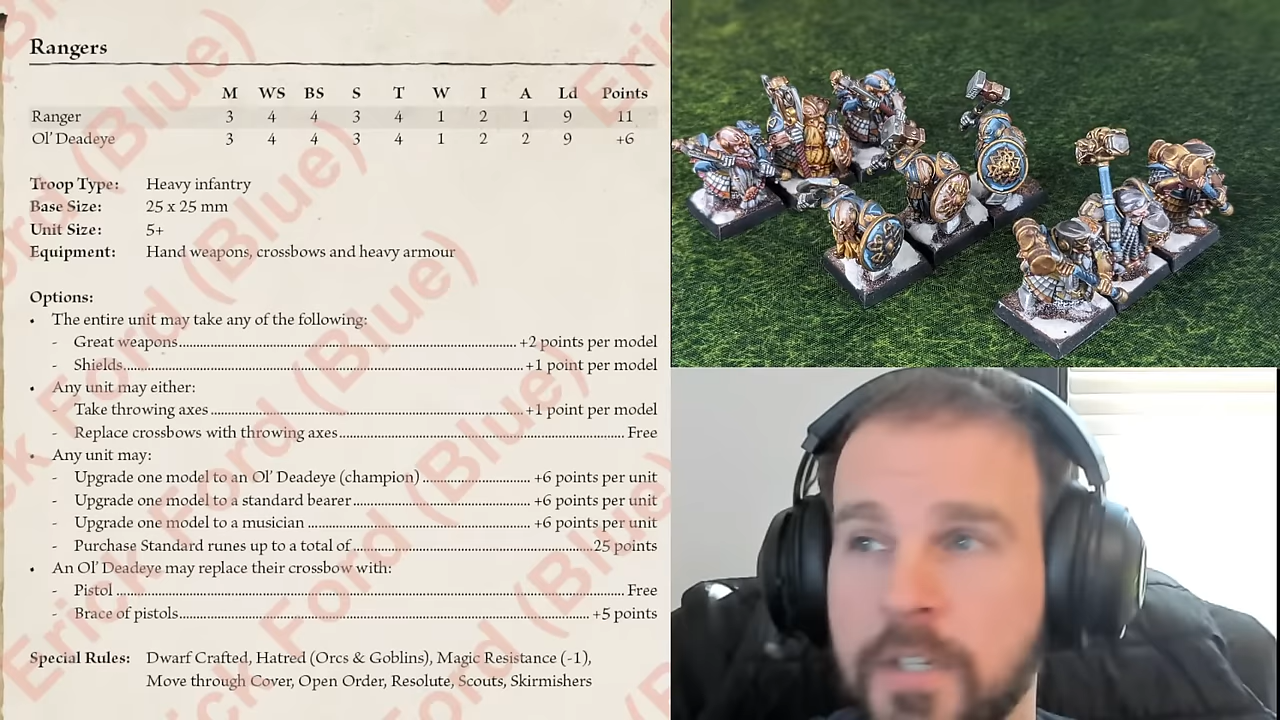 Rangers
M WS BS S T W I A Ld Points
Ranger 3 4 4 3 4 1 2 1 9 11
Ol' Deadeye 3 4 4 3 4 1 2 2 9 +6
Troop Type: Heavy infantry
Base Size: 25 x 25 mm
Unit Size: 5+
Equipment: Hand weapons, crossbows and heavy armour
Options:
• The entire unit may take any of the following:
- Great weapons +2 points per model
- Shields +1 point per model
• Any unit may either:
- Take throwing axes +1 point per model
- Replace crossbows with throwing axes Free
• Any unit may:
- Upgrade one model to an Ol' Deadeye (champion) +6 points per unit
- Upgrade one model to a standard bearer +6 points per unit
- Upgrade one model to a musician +6 points per unit
- Purchase Standard runes up to a total of 25 points
• An Ol' Deadeye may replace their crossbow with:
- Pistol Free
- Brace of pistols +5 points
Special Rules: Dwarf Crafted, Hatred (Orcs & Goblins), Magic Resistance (-1),
Move through Cover, Open Order, Resolute, Scouts, Skirmishers
Erick Ford (Blue)